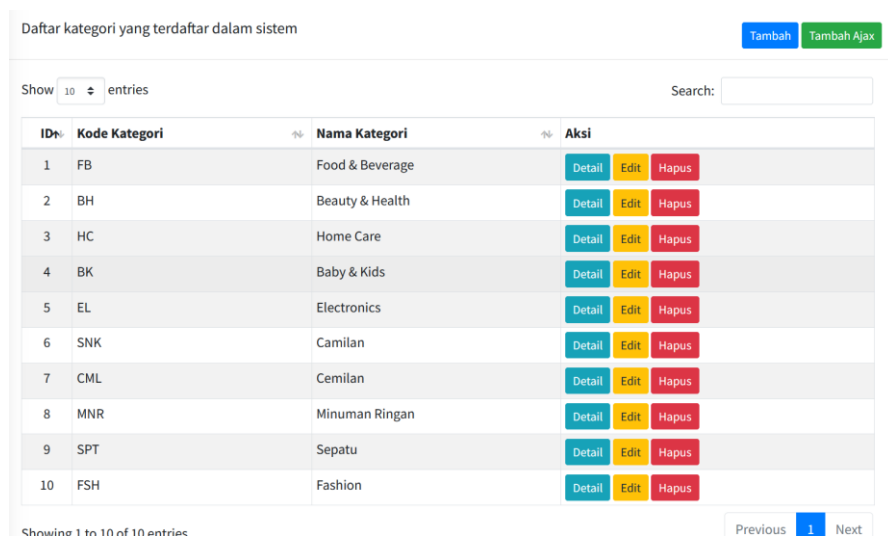 Daftar kategori yang terdaftar dalam sistem
Tambah Tambah Ajax
Show 10 entries Search:
ID Kode Kategori Nama Kategori Aksi
1 FB Food & Beverage Detail Edit Hapus
2 BH Beauty & Health Detail Edit Hapus
3 HC Home Care Detail Edit Hapus
4 BK Baby & Kids Detail Edit Hapus
5 EL Electronics Detail Edit Hapus
6 SNK Camilan Detail Edit Hapus
7 CML Cemilan Detail Edit Hapus
8 MNR Minuman Ringan Detail Edit Hapus
9 SPT Sepatu Detail Edit Hapus
10 FSH Fashion Detail Edit Hapus
Showing 1 to 10 of 10 entries Previous 1 Next